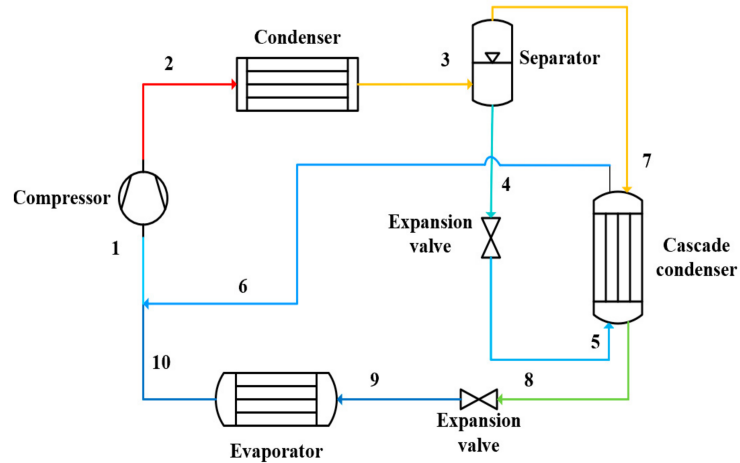 Condenser
2
3
Separator
7
4
Compressor
Expansion
valve
Cascade
condenser
1
6
5
10
9
8
Expansion
valve
Evaporator